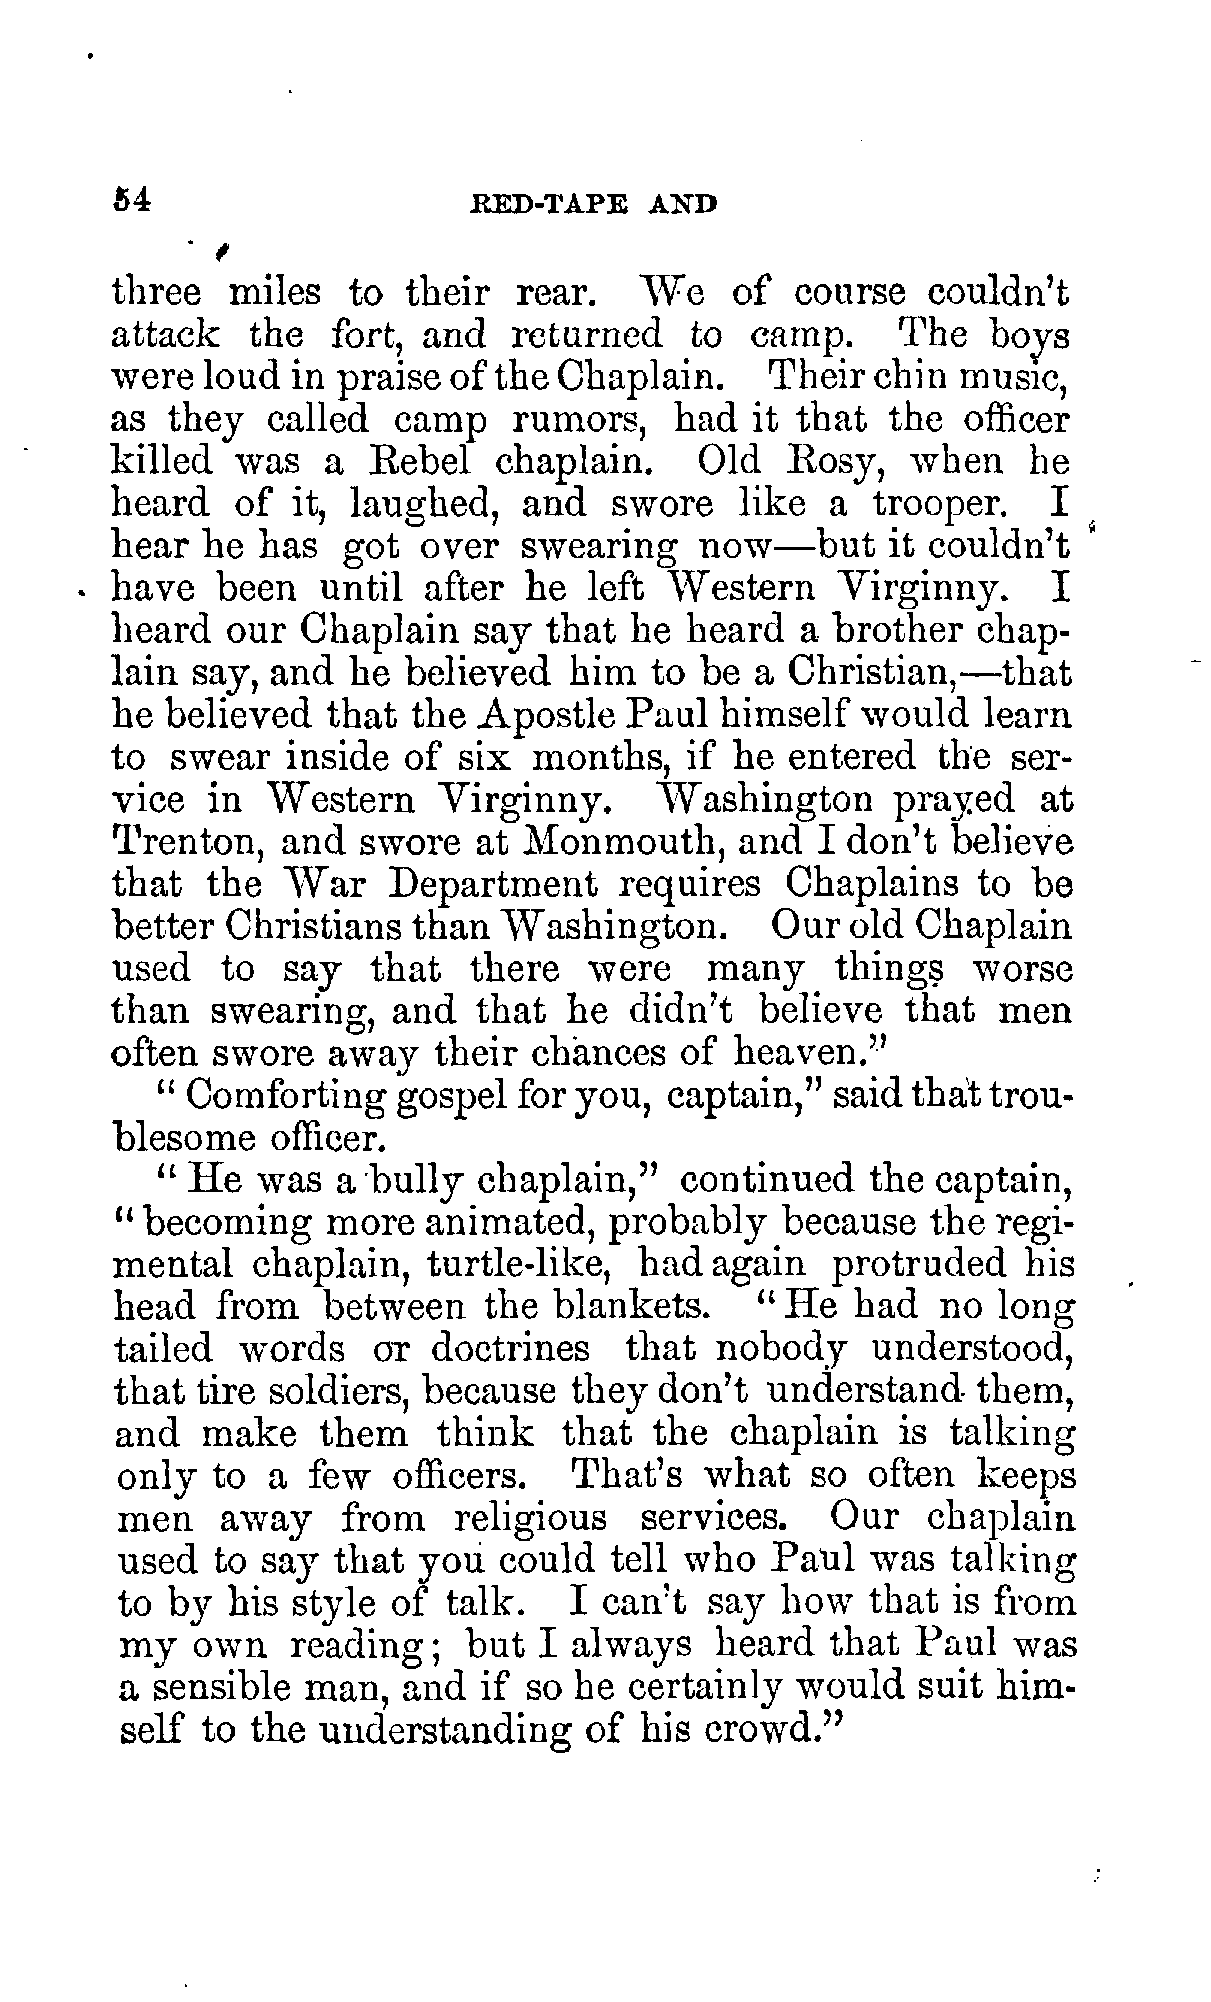 54 RED-TAPE AND
three miles to their rear. We of course couldn't
attack the fort, and returned to camp. The boys
were loud in praise of the Chaplain. Their chin music,
as they called camp rumors, had it that the officer
killed was a Rebel chaplain. Old Rosy, when he
heard of it, laughed, and swore like a trooper. I
hear he has got over swearing now—but it couldn't
have been until after he left Western Virginny. I
heard our Chaplain say that he heard a brother chap-
lain say, and he believed him to be a Christian,—that
he believed that the Apostle Paul himself would learn
to swear inside of six months, if he entered the ser-
vice in Western Virginny. Washington prayed at
Trenton, and swore at Monmouth, and I don't believe
that the War Department requires Chaplains to be
better Christians than Washington. Our old Chaplain
used to say that there were many things worse
than swearing, and that he didn't believe that men
often swore away their chances of heaven."
"Comforting gospel for you, captain," said that trou-
blesome officer.
"He was a bully chaplain," continued the captain,
"becoming more animated, probably because the regi-
mental chaplain, turtle-like, had again protruded his
head from between the blankets. "He had no long
tailed words or doctrines that nobody understood,
that tire soldiers, because they don't understand them,
and make them think that the chaplain is talking
only to a few officers. That's what so often keeps
men away from religious services. Our chaplain
used to say that you could tell who Paul was talking
to by his style of talk. I can't say how that is from
my own reading; but I always heard that Paul was
a sensible man, and if so he certainly would suit him-
self to the understanding of his crowd."